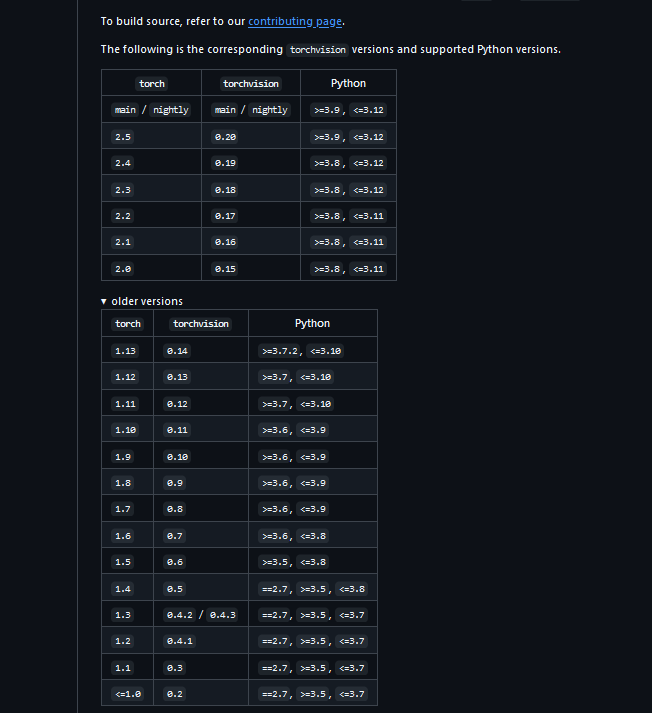 To build source, refer to our contributing page.
The following is the corresponding torchvision versions and supported Python versions.
torch torchvision Python
main / nightly main / nightly >=3.9, <=3.12
2.5 0.20 >=3.9, <=3.12
2.4 0.19 >=3.8, <=3.12
2.3 0.18 >=3.8, <=3.12
2.2 0.17 >=3.8, <=3.11
2.1 0.16 >=3.8, <=3.11
2.0 0.15 >=3.8, <=3.11
▼ older versions
torch torchvision Python
1.13 0.14 >=3.7.2, <=3.10
1.12 0.13 >=3.7, <=3.10
1.11 0.12 >=3.7, <=3.10
1.10 0.11 >=3.6, <=3.9
1.9 0.10 >=3.6, <=3.9
1.8 0.9 >=3.6, <=3.9
1.7 0.8 >=3.6, <=3.9
1.6 0.7 >=3.6, <=3.8
1.5 0.6 >=3.5, <=3.8
1.4 0.5 ==2.7, >=3.5, <=3.8
1.3 0.4.2 / 0.4.3 ==2.7, >=3.5, <=3.7
1.2 0.4.1 ==2.7, >=3.5, <=3.7
1.1 0.3 ==2.7, >=3.5, <=3.7
<=1.0 0.2 ==2.7, >=3.5, <=3.7